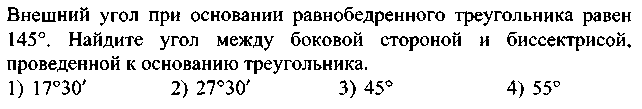 Внешний угол при основании равнобедренного треугольника равен
145°. Найдите угол между боковой стороной и биссектрисой,
проведенной к основанию треугольника.
1) 17°30′ 2) 27°30′ 3) 45° 4) 55°